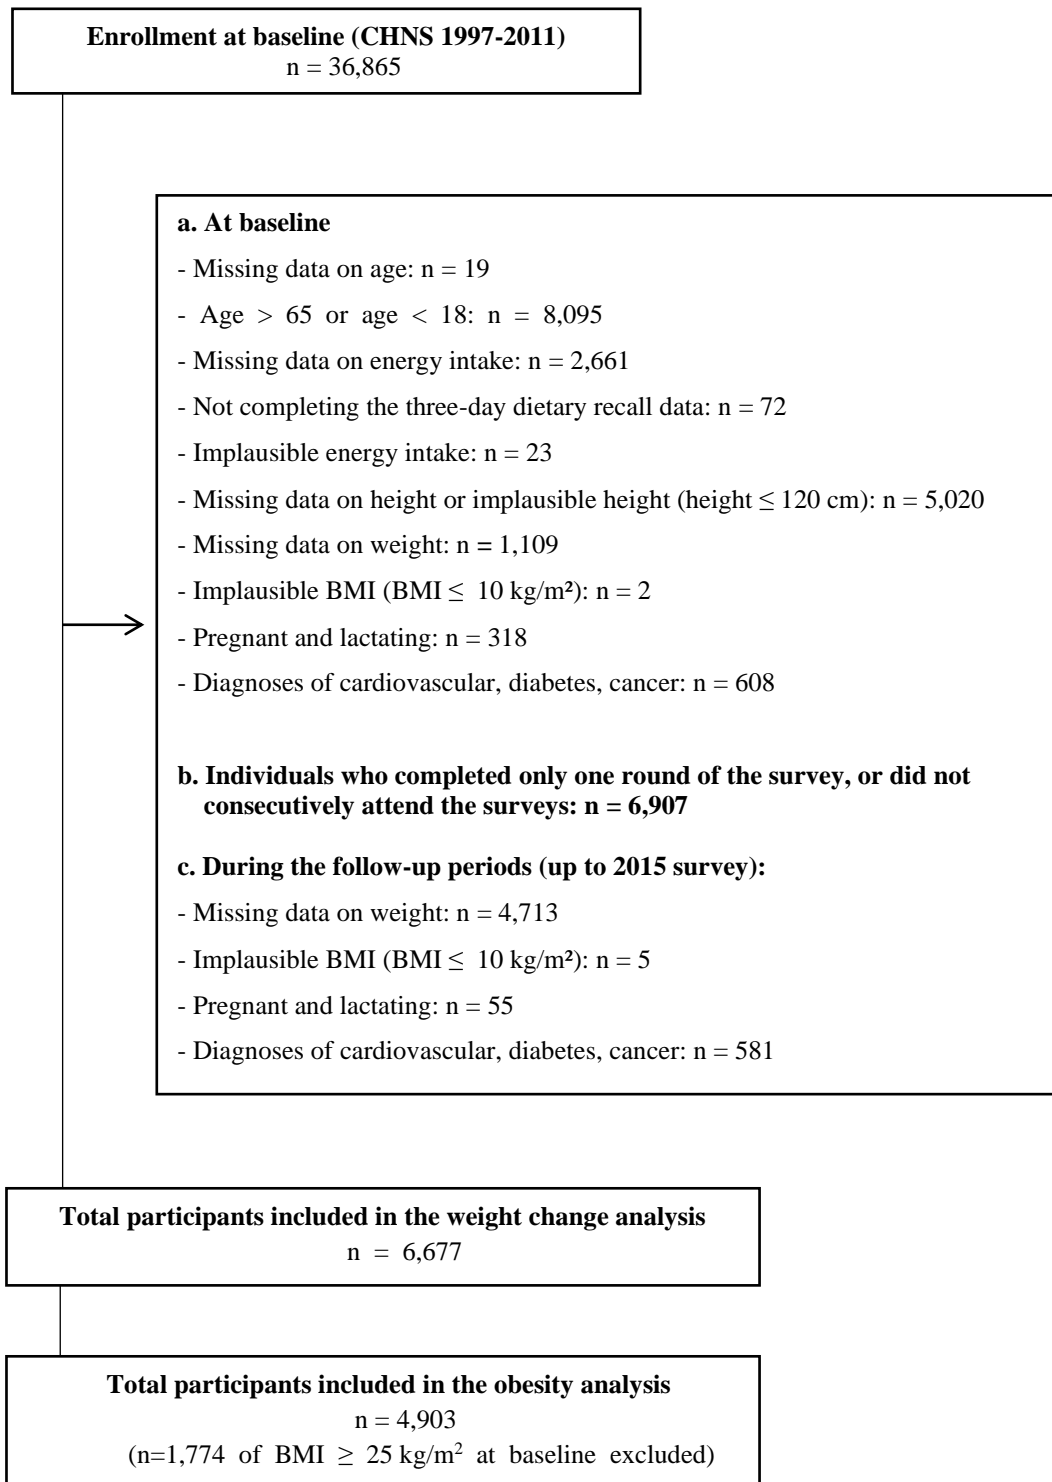 Enrollment at baseline (CHNS 1997-2011)
n = 36,865
a. At baseline
- Missing data on age: n = 19
- Age > 65 or age < 18: n = 8,095
- Missing data on energy intake: n = 2,661
- Not completing the three-day dietary recall data: n = 72
- Implausible energy intake: n = 23
- Missing data on height or implausible height (height ≤ 120 cm): n = 5,020
- Missing data on weight: n = 1,109
- Implausible BMI (BMI ≤ 10 kg/m²): n = 2
- Pregnant and lactating: n = 318
- Diagnoses of cardiovascular, diabetes, cancer: n = 608
b. Individuals who completed only one round of the survey, or did not
consecutively attend the surveys: n = 6,907
c. During the follow-up periods (up to 2015 survey):
- Missing data on weight: n = 4,713
- Implausible BMI (BMI ≤ 10 kg/m²): n = 5
- Pregnant and lactating: n = 55
- Diagnoses of cardiovascular, diabetes, cancer: n = 581
Total participants included in the weight change analysis
n = 6,677
Total participants included in the obesity analysis
n = 4,903
(n=1,774 of BMI ≥ 25 kg/m² at baseline excluded)